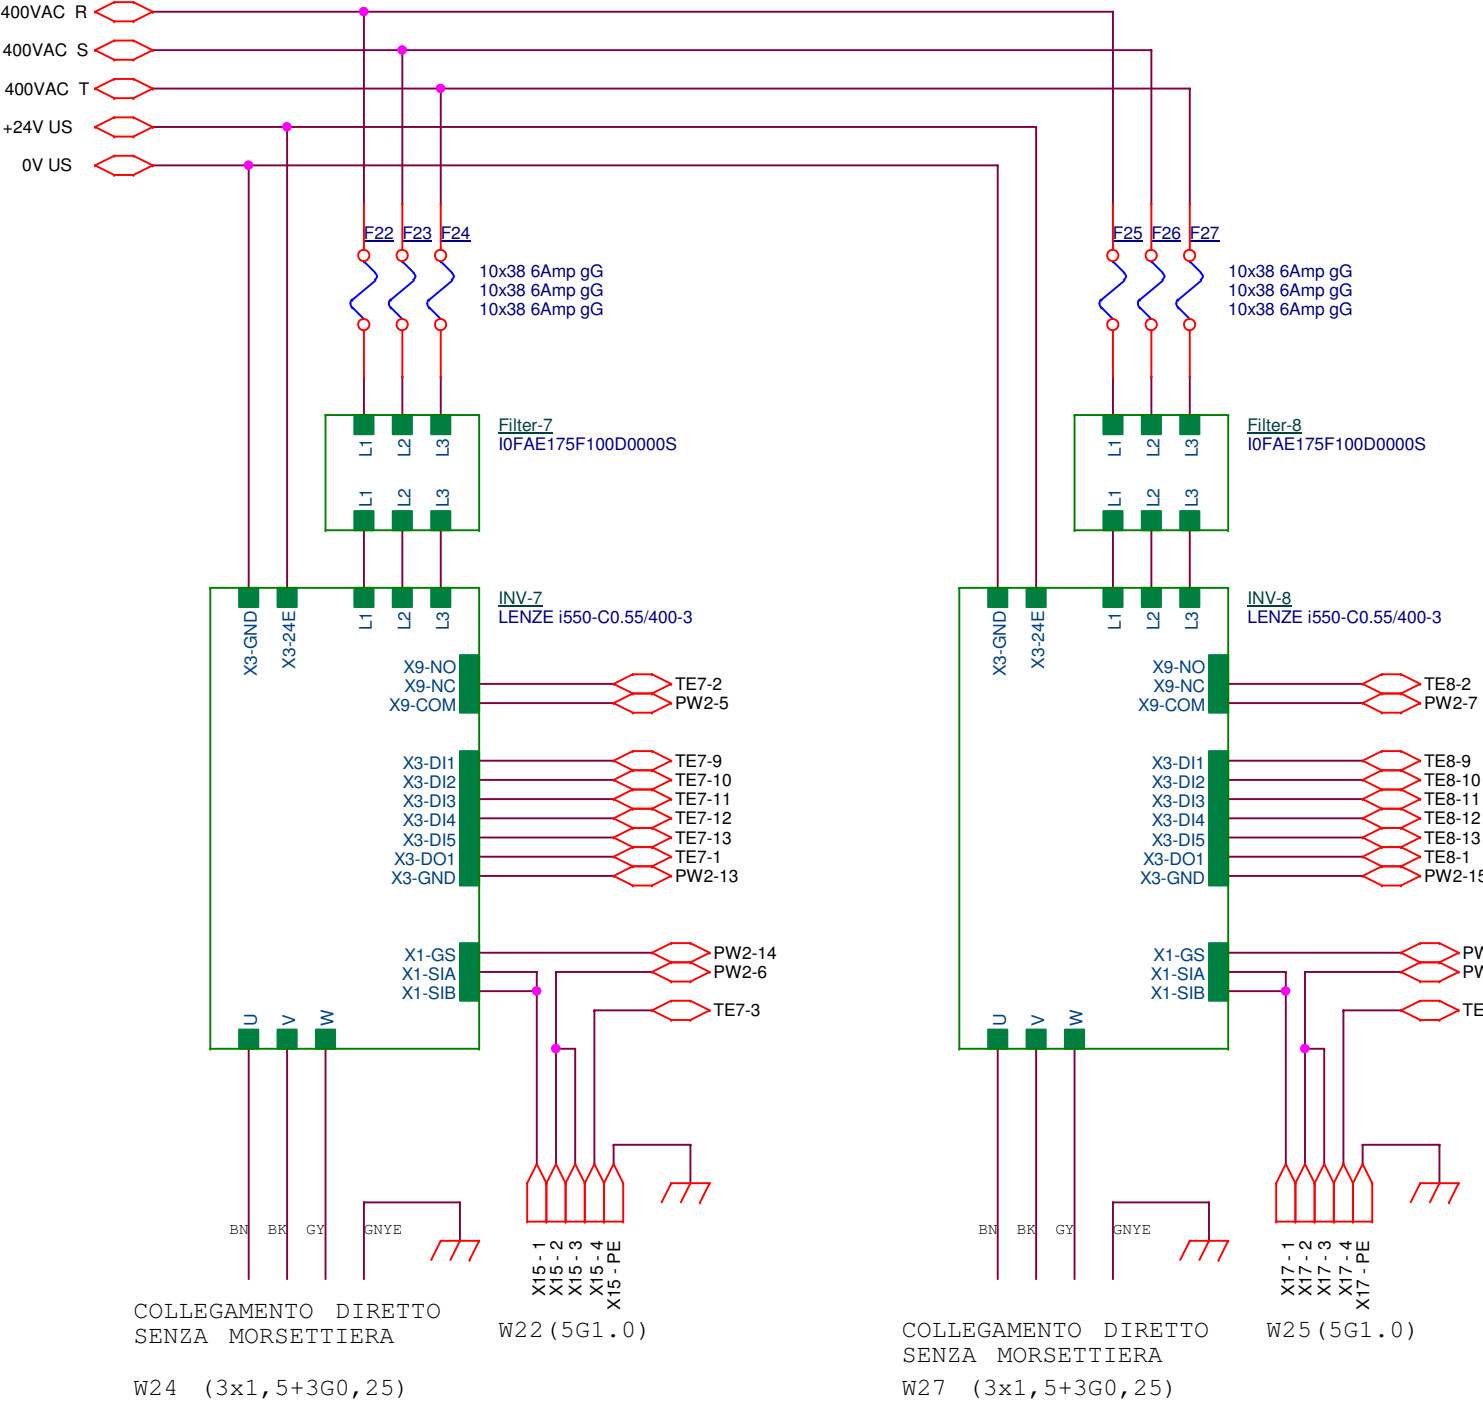 400VAC R
400VAC S
400VAC T
+24V US
0V US
F22 F23 F24
10x38 6Amp gG
10x38 6Amp gG
10x38 6Amp gG
F25 F26 F27
10x38 6Amp gG
10x38 6Amp gG
10x38 6Amp gG
L1 L2 L3
L1 L2 L3
Filter-7
I0FAE175F100D0000S
L1 L2 L3
L1 L2 L3
Filter-8
I0FAE175F100D0000S
INV-7
LENZE i550-C0.55/400-3
X3-GND X3-24E L1 L2 L3
X9-NO
X9-NC TE7-2
X9-COM PW2-5
X3-DI1 TE7-9
X3-DI2 TE7-10
X3-DI3 TE7-11
X3-DI4 TE7-12
X3-DI5 TE7-13
X3-DO1 TE7-1
X3-GND PW2-13
X1-GS PW2-14
X1-SIA PW2-6
X1-SIB
TE7-3
U V W
BN BK GY GNYE
X15 - 1
X15 - 2
X15 - 3
X15 - 4
X15 - PE
COLLEGAMENTO DIRETTO
SENZA MORSETTIERA
W22(5G1.0)
W24 (3x1,5+3G0,25)
INV-8
LENZE i550-C0.55/400-3
X3-GND X3-24E L1 L2 L3
X9-NO
X9-NC TE8-2
X9-COM PW2-7
X3-DI1 TE8-9
X3-DI2 TE8-10
X3-DI3 TE8-11
X3-DI4 TE8-12
X3-DI5 TE8-13
X3-DO1 TE8-1
X3-GND PW2-15
X1-GS
X1-SIA
X1-SIB
TE
U V W
BN BK GY GNYE
X17 - 1
X17 - 2
X17 - 3
X17 - 4
X17 - PE
COLLEGAMENTO DIRETTO
SENZA MORSETTIERA
W25(5G1.0)
W27 (3x1,5+3G0,25)